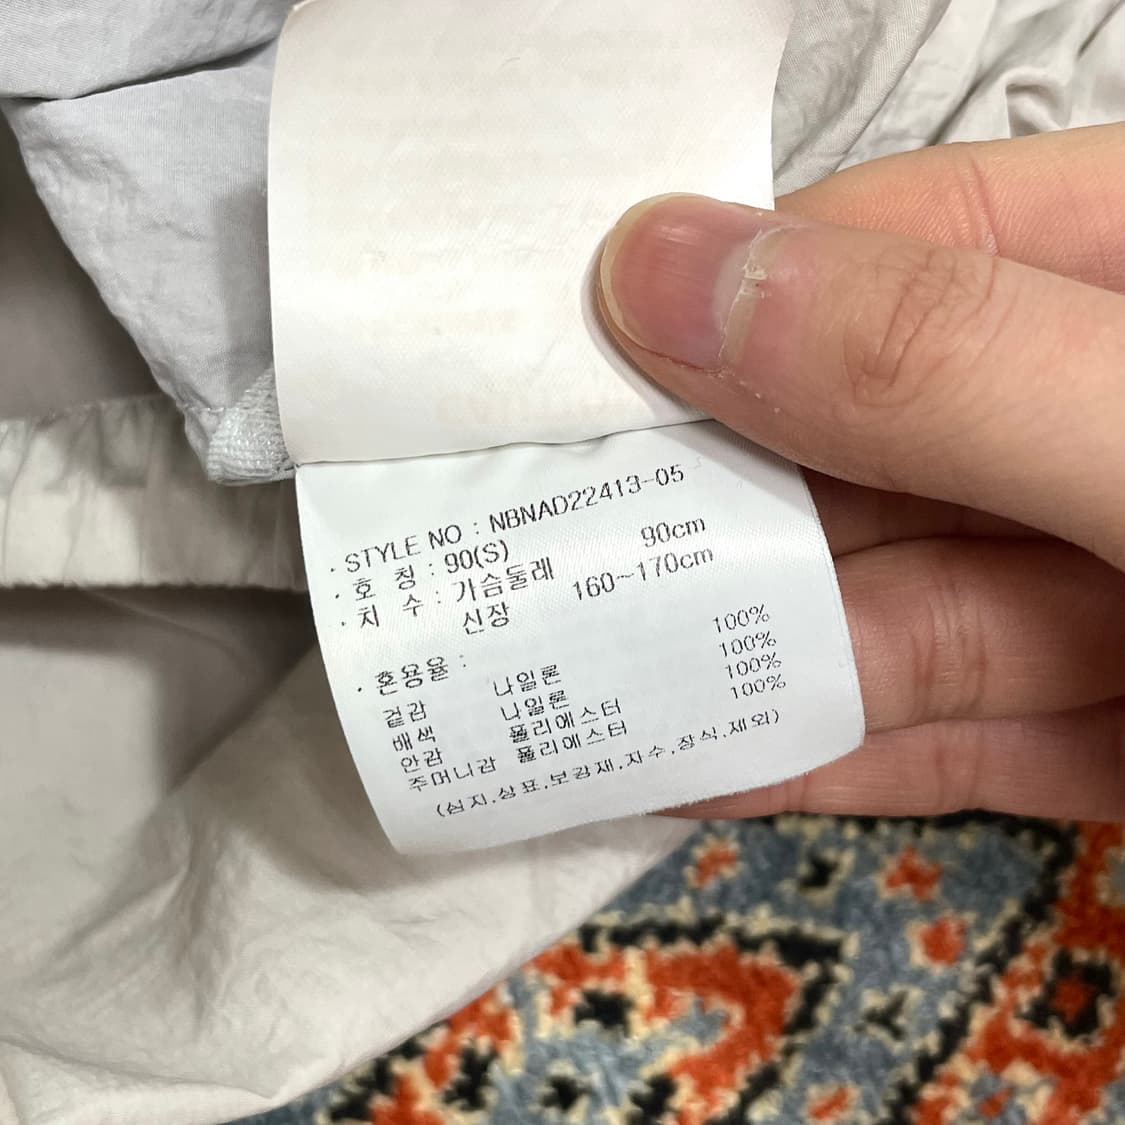 · STYLE NO : NBNAD22413-05
· 호 칭 : 90(S)
· 치 수 : 가슴둘레 90cm
신장 160~170cm
· 혼용율 :
겉감 나일론 100%
배색 나일론 100%
안감 폴리에스터 100%
주머니감 폴리에스터 100%
(심지.상표.보강재.자수.장식.제외)